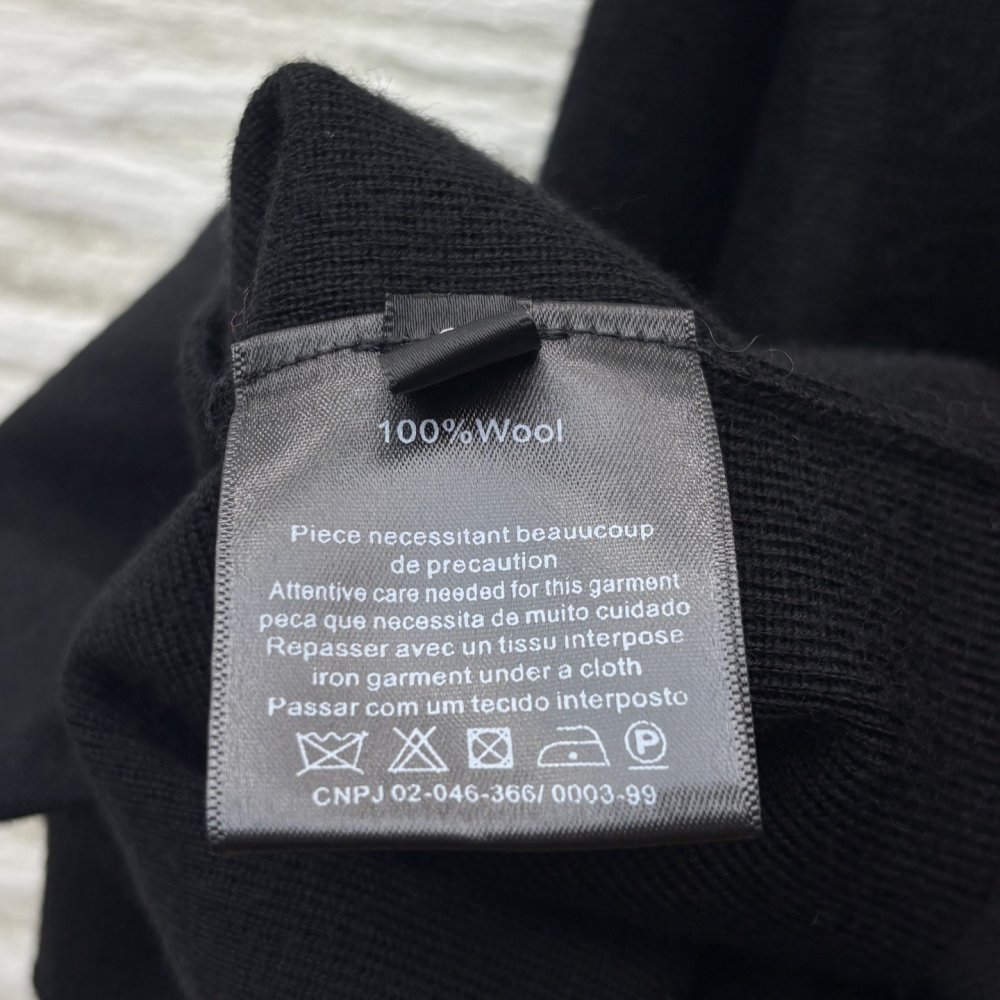 100%Wool
Piece necessitant beauucoup
de precaution
Attentive care needed for this garment
peca que necessita de muito cuidado
Repasser avec un tissu interpose
iron garment under a cloth
Passar com um tecido interposto
P
CNPJ 02-046-366/ 0003-99